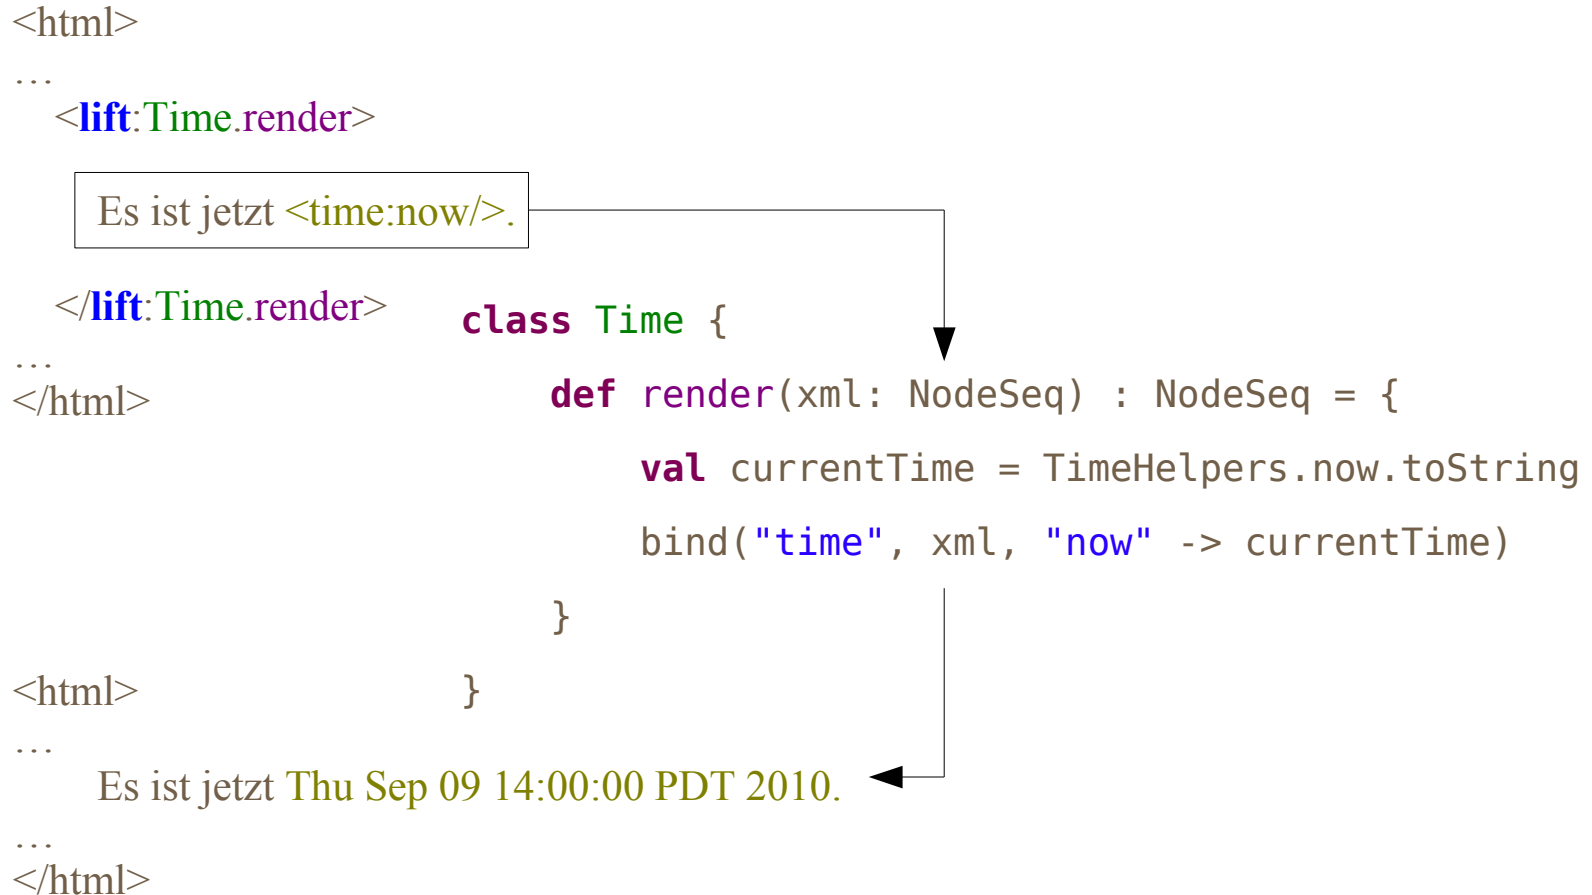 <html>
…
<lift:Time.render>
Es ist jetzt <time:now/>.
</lift:Time.render>
…
</html>
class Time {
def render(xml: NodeSeq) : NodeSeq = {
val currentTime = TimeHelpers.now.toString
bind("time", xml, "now" -> currentTime)
}
}
<html>
…
Es ist jetzt Thu Sep 09 14:00:00 PDT 2010.
…
</html>